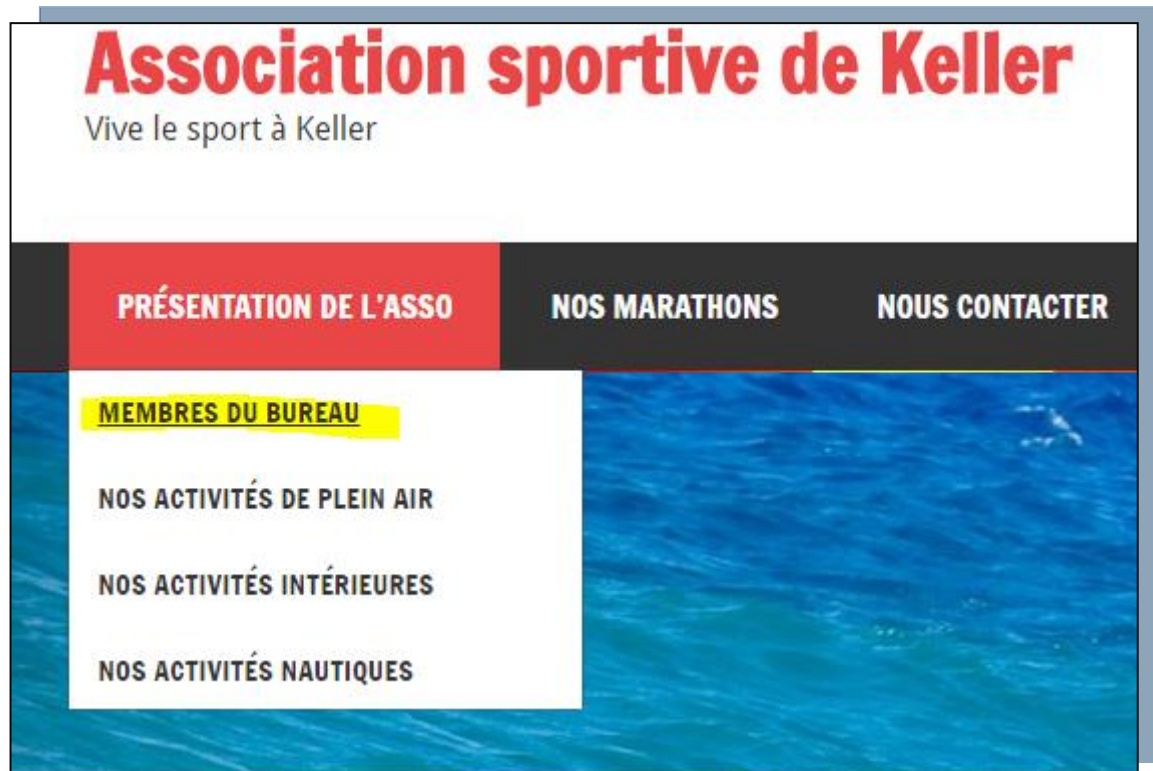 Association sportive de Keller
Vive le sport à Keller
PRÉSENTATION DE L'ASSO
NOS MARATHONS
NOUS CONTACTER
MEMBRES DU BUREAU
NOS ACTIVITÉS DE PLEIN AIR
NOS ACTIVITÉS INTÉRIEURES
NOS ACTIVITÉS NAUTIQUES